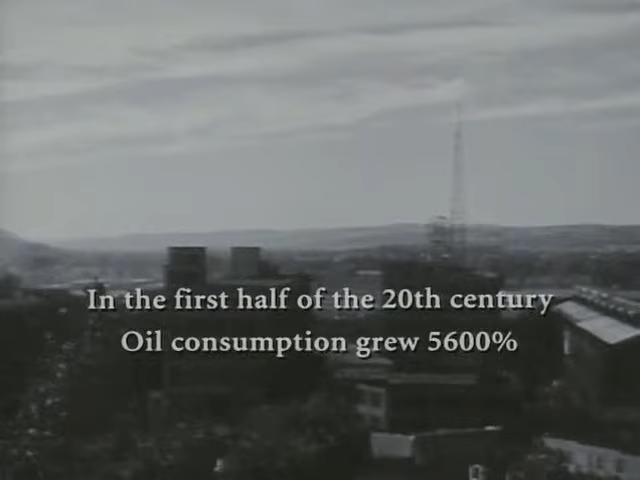 In the first half of the 20th century
Oil consumption grew 5600%